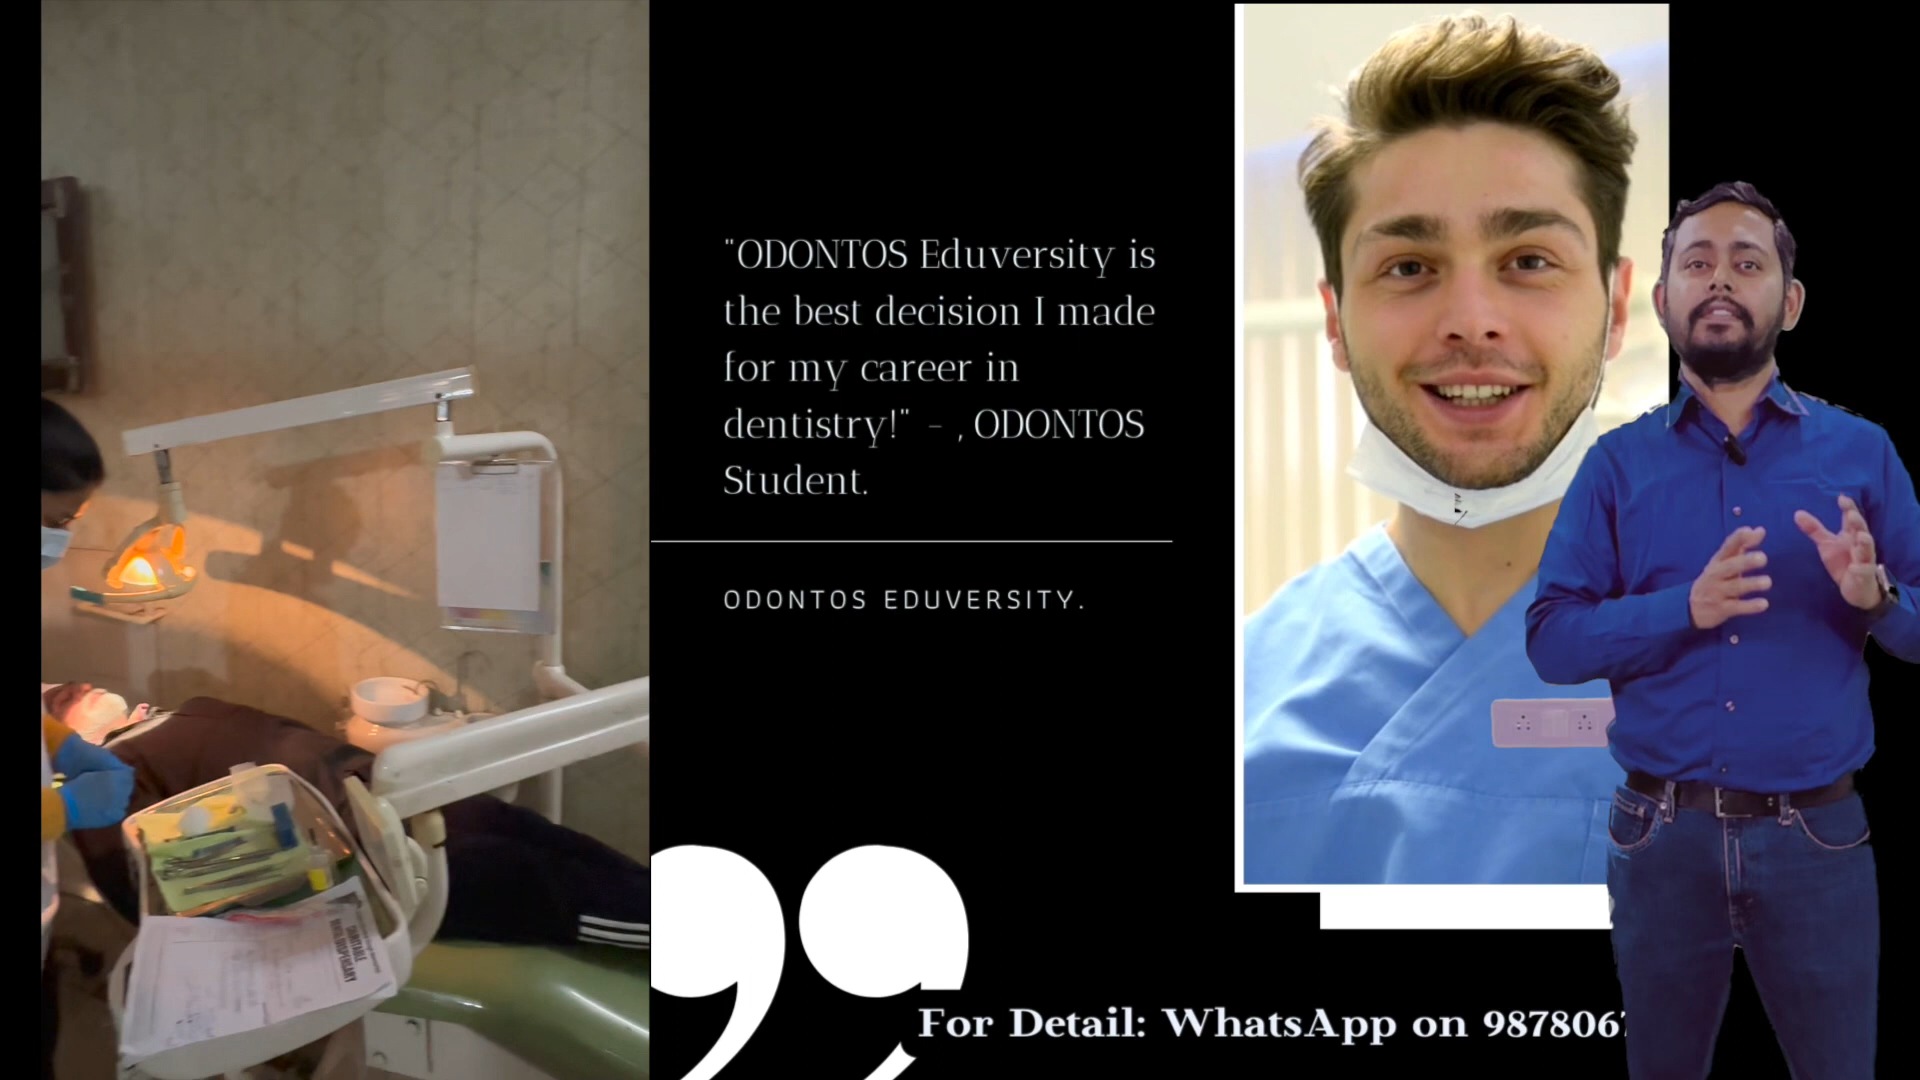 "ODONTOS Eduversity is
the best decision I made
for my career in
dentistry!" - , ODONTOS
Student.
ODONTOS EDUVERSITY.
For Detail: WhatsApp on 987806
CHARITABLE